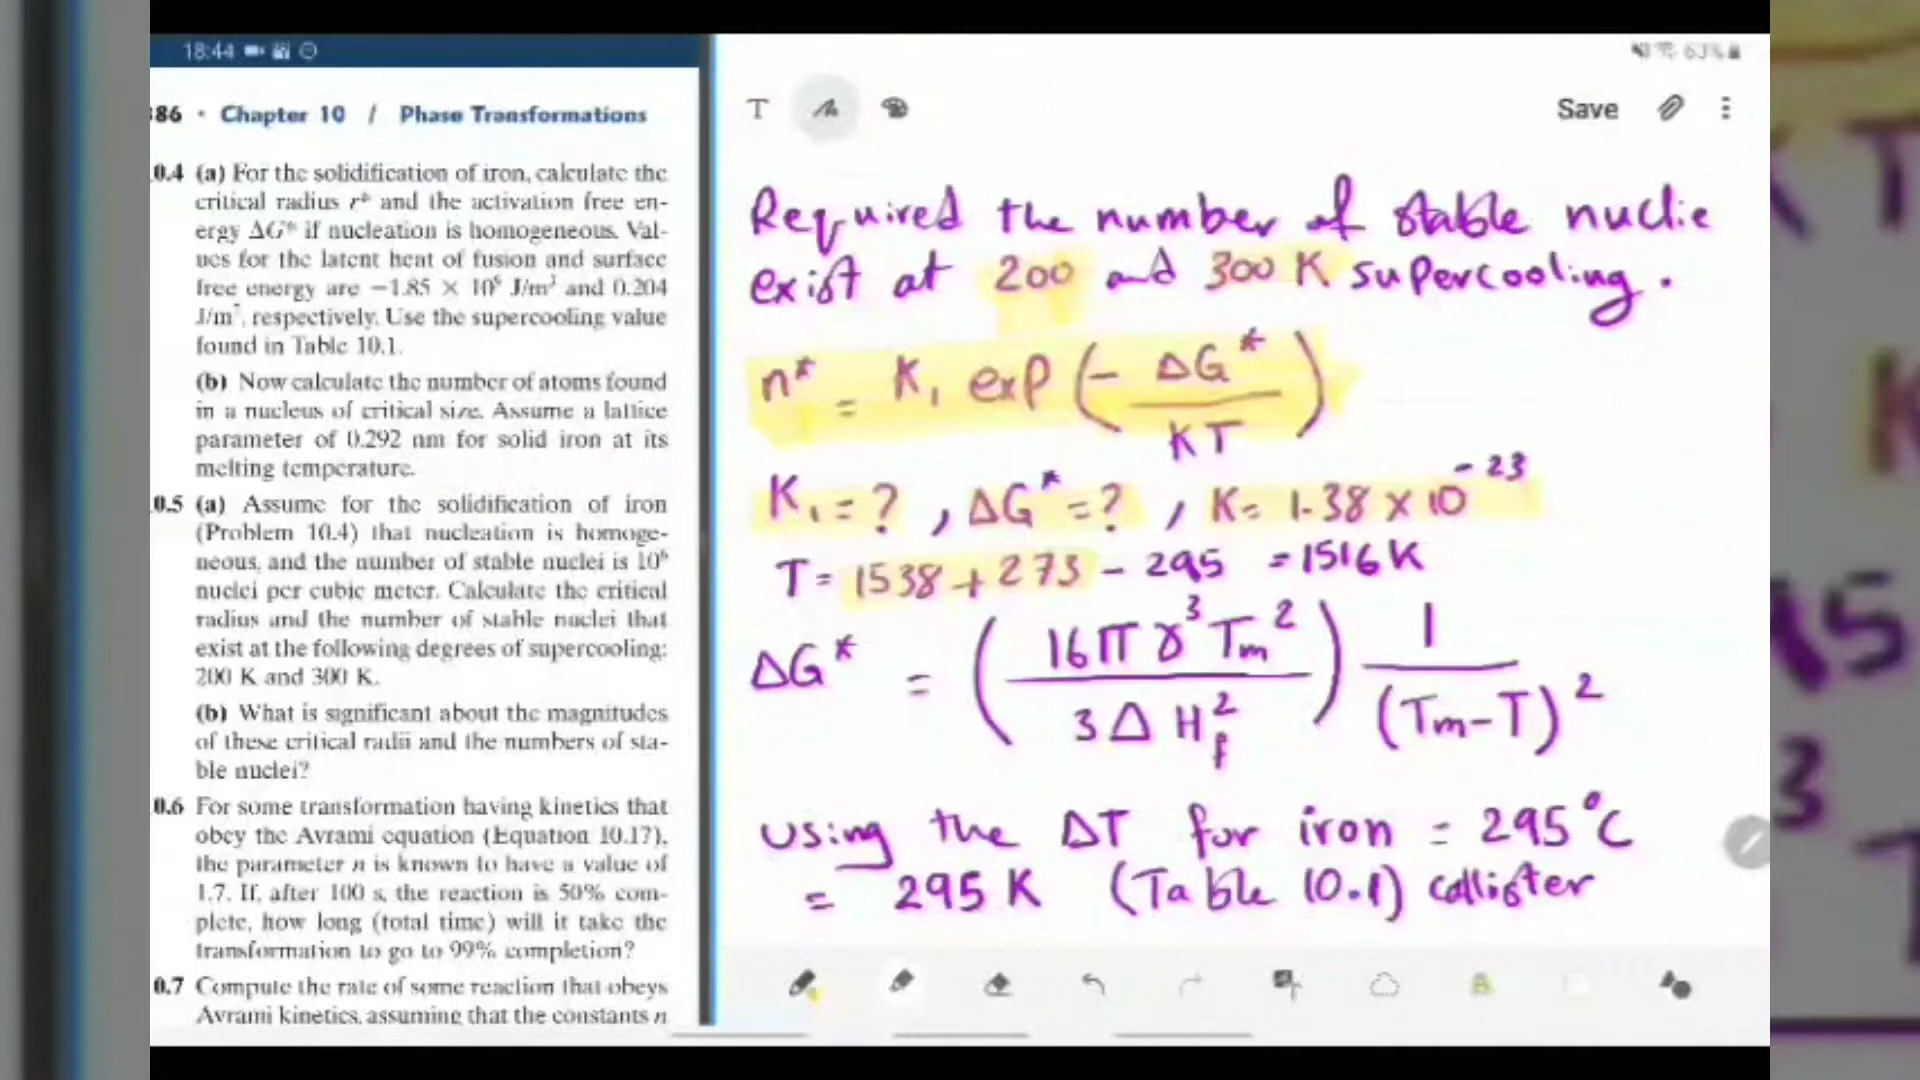 18:44
86 · Chapter 10 / Phase Transformations
0.4 (a) For the solidification of iron, calculate the
critical radius r* and the activation free en-
ergy ΔG* if nucleation is homogeneous. Val-
ues for the latent heat of fusion and surface
free energy are −1.85 × 10⁹ J/m³ and 0.204
J/m², respectively. Use the supercooling value
found in Table 10.1.
(b) Now calculate the number of atoms found
in a nucleus of critical size. Assume a lattice
parameter of 0.292 nm for solid iron at its
melting temperature.
0.5 (a) Assume for the solidification of iron
(Problem 10.4) that nucleation is homoge-
neous, and the number of stable nuclei is 10⁶
nuclei per cubic meter. Calculate the critical
radius and the number of stable nuclei that
exist at the following degrees of supercooling:
200 K and 300 K.
(b) What is significant about the magnitudes
of these critical radii and the numbers of sta-
ble nuclei?
0.6 For some transformation having kinetics that
obey the Avrami equation (Equation 10.17),
the parameter n is known to have a value of
1.7. If, after 100 s, the reaction is 50% com-
plete, how long (total time) will it take the
transformation to go to 99% completion?
0.7 Compute the rate of some reaction that obeys
Avrami kinetics, assuming that the constants n
63%
T Save
Required the number of stable nuclie
exist at 200 and 300 K supercooling.
n* = K₁ exp (− ΔG* / KT)
K₁ = ? , ΔG* = ? , K = 1.38 × 10⁻²³
T = 1538 + 273 − 295 = 1516 K
ΔG* = (16π γ³ Tm² / 3 Δ Hf²) 1 / (Tm−T)²
using the ΔT for iron = 295°C
= 295 K (Table 10.1) callister